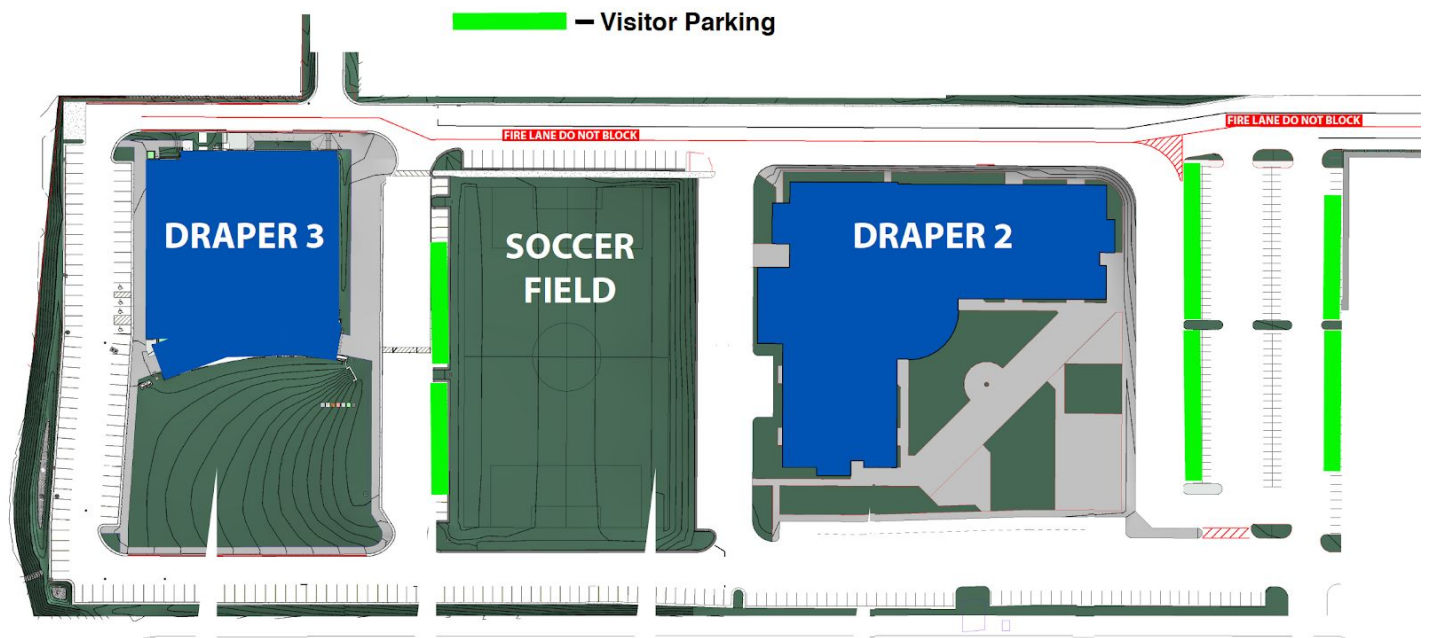 – Visitor Parking
FIRE LANE DO NOT BLOCK
FIRE LANE DO NOT BLOCK
DRAPER 3
SOCCER
FIELD
DRAPER 2